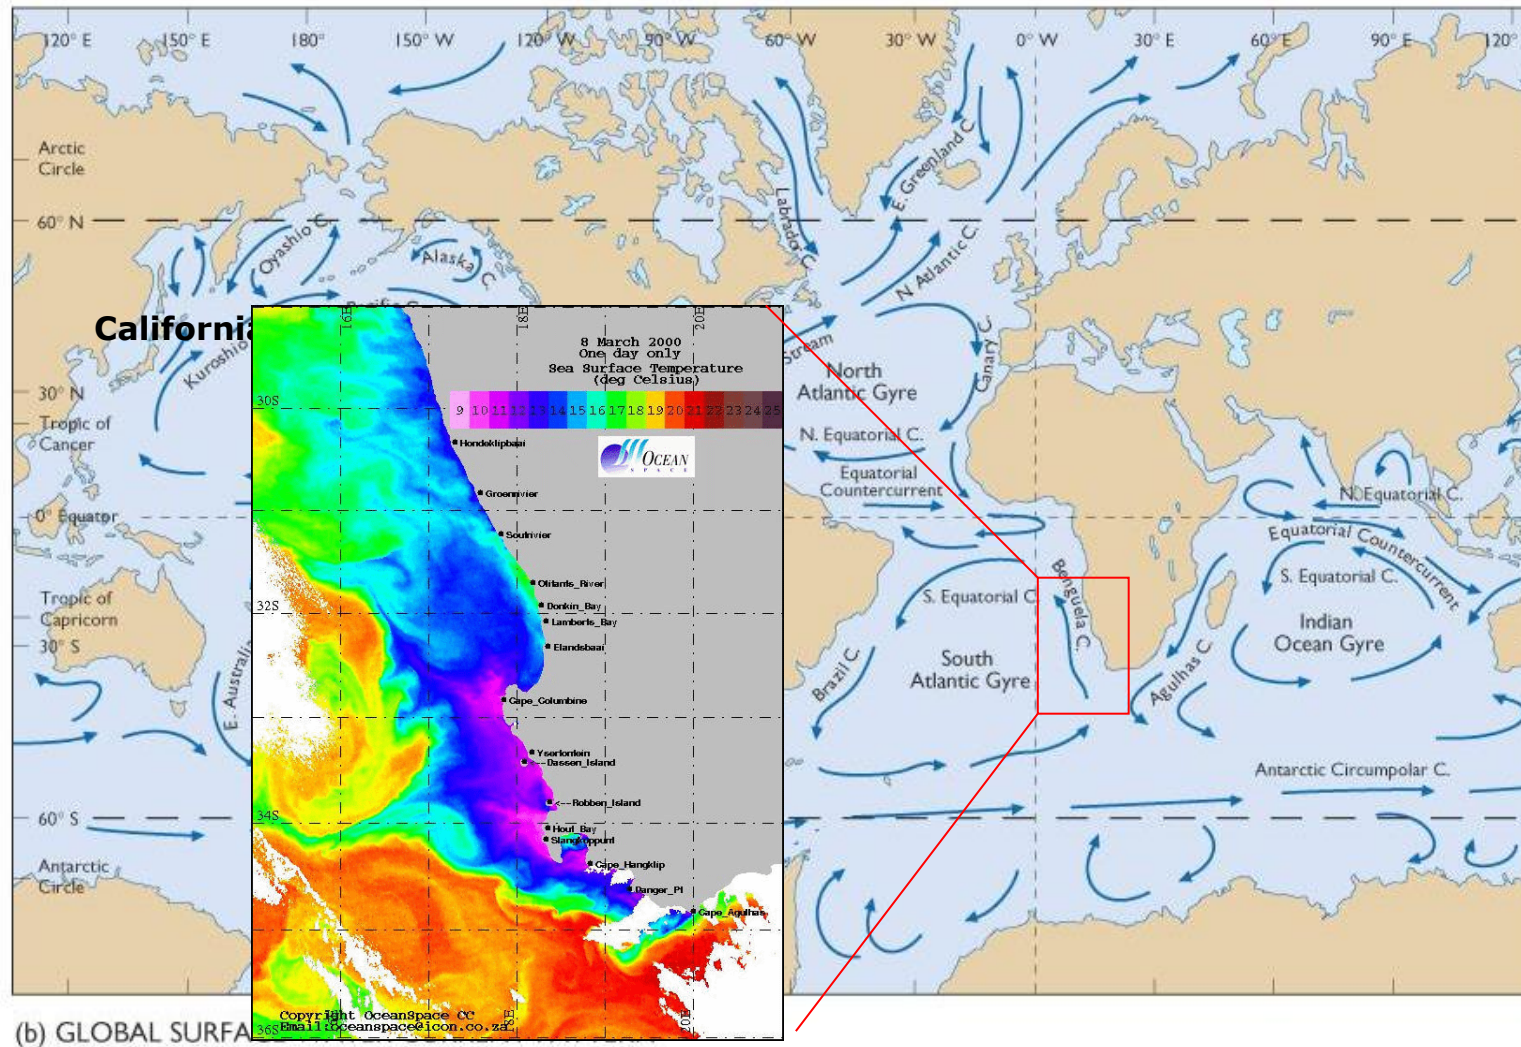 120° E
150° E
180°
150° W
120° W
90° W
60° W
30° W
0° W
30° E
60° E
90° E
120°
Arctic
Circle
60° N
Oyashio C.
Alaska C.
Labrador C.
E. Greenland C.
N Atlantic C.
California
Kuroshio
Stream
Canary C.
North
Atlantic Gyre
30° N
Tropic of
Cancer
N. Equatorial C.
Equatorial
Countercurrent
N. Equatorial C.
0° Equator
Equatorial Countercurrent
S. Equatorial C.
Benguela C.
S. Equatorial C.
Tropic of
Capricorn
30° S
Indian
Ocean Gyre
South
Atlantic Gyre
Brazil C.
Agulhas C.
E. Australia
Antarctic Circumpolar C.
60° S
Antarctic
Circle
16E
18E
20E
8 March 2000
One day only
Sea Surface Temperature
(deg Celsius)
9 10 11 12 13 14 15 16 17 18 19 20 21 22 23 24 25
OCEAN
SPACE
30S
Hondeklipbaai
Groenrivier
Soutrivier
Olifants_River
32S
Donkin_Bay
Lamberts_Bay
Elandsbaai
Cape_Columbine
Yserfontein
<--Dassen_Island
<--Robben_Island
34S
Hout_Bay
Slangkoppunt
Cape_Hangklip
Danger_Pt
Cape_Agulhas
Copyright OceanSpace CC
Email:oceanspace@icon.co.za
18E
20E
36S
(b) GLOBAL SURFA